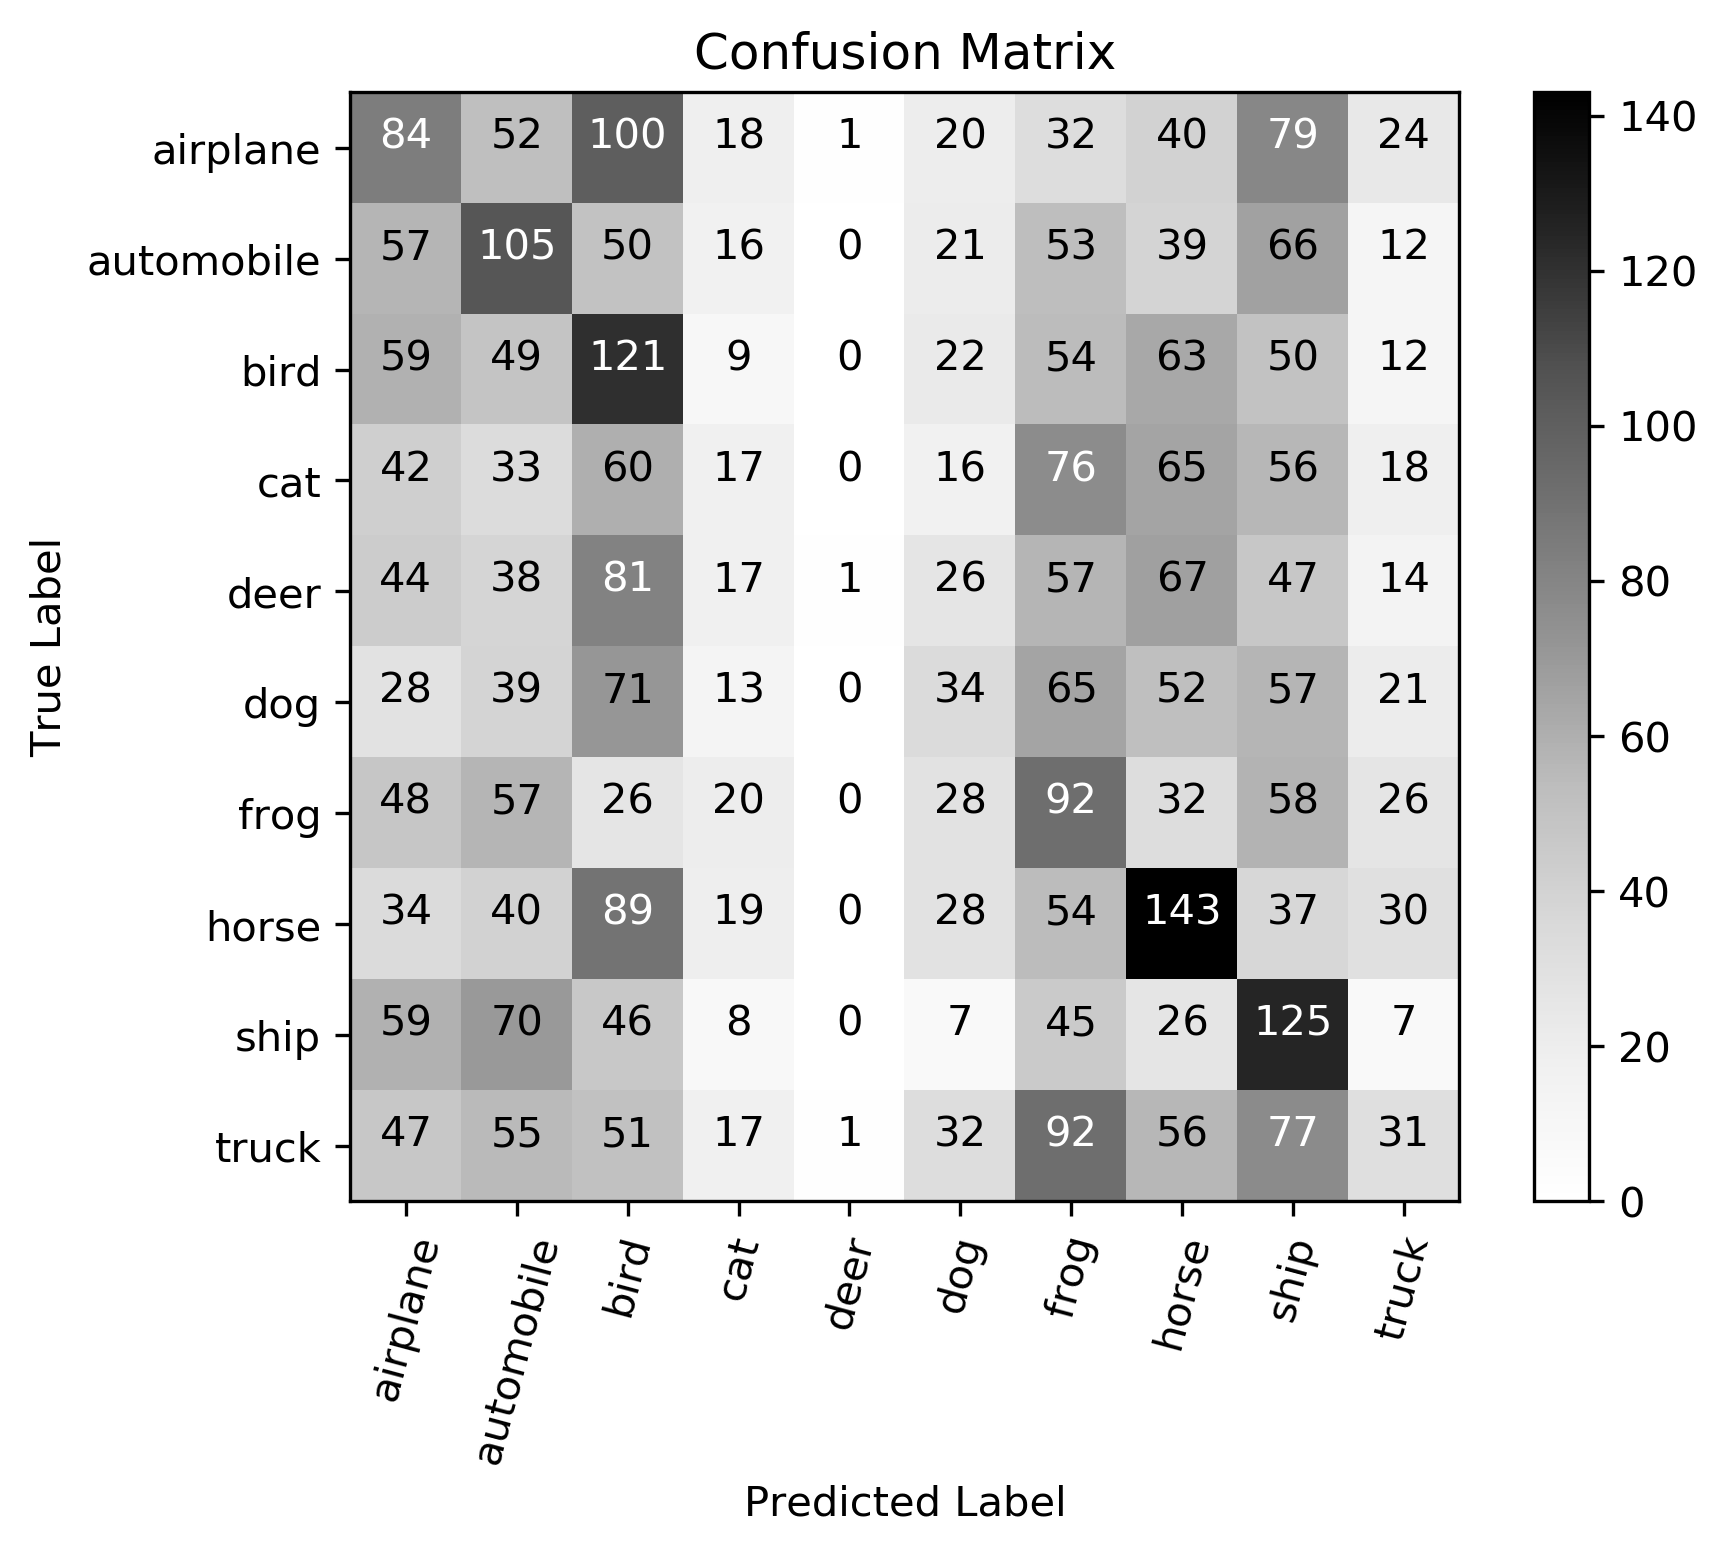 Confusion Matrix
airplane 84 52 100 18 1 20 32 40 79 24
automobile 57 105 50 16 0 21 53 39 66 12
bird 59 49 121 9 0 22 54 63 50 12
cat 42 33 60 17 0 16 76 65 56 18
deer 44 38 81 17 1 26 57 67 47 14
dog 28 39 71 13 0 34 65 52 57 21
frog 48 57 26 20 0 28 92 32 58 26
horse 34 40 89 19 0 28 54 143 37 30
ship 59 70 46 8 0 7 45 26 125 7
truck 47 55 51 17 1 32 92 56 77 31
True Label
airplane automobile bird cat deer dog frog horse ship truck
Predicted Label
140
120
100
80
60
40
20
0